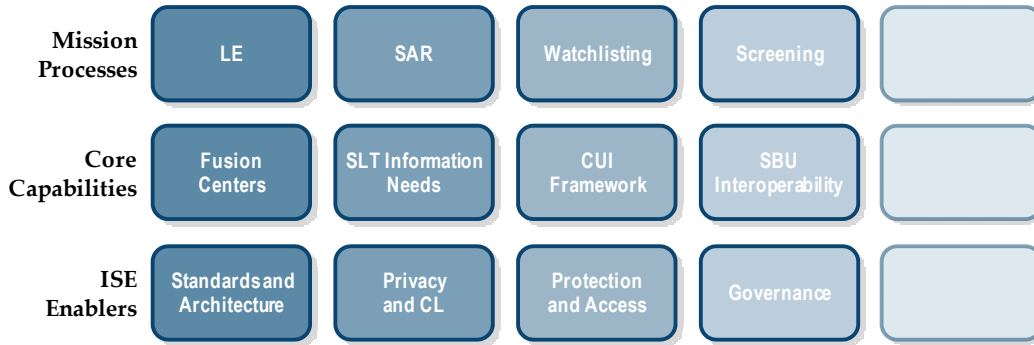 Mission
Processes
LE
SAR
Watchlisting
Screening
Core
Capabilities
Fusion
Centers
SLT Information
Needs
CUI
Framework
SBU
Interoperability
ISE
Enablers
Standards and
Architecture
Privacy
and CL
Protection
and Access
Governance